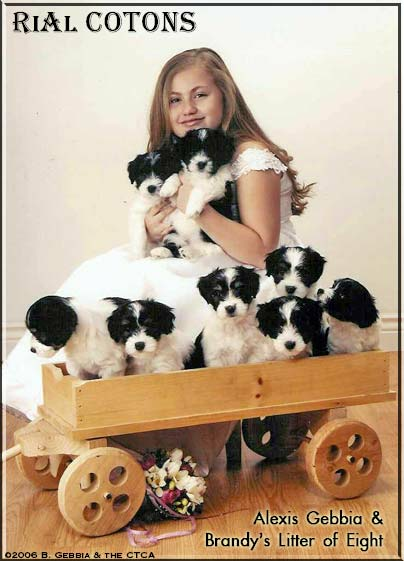 Rial Cotons
Alexis Gebbia &
Brandy's Litter of Eight
©2006 B. Gebbia & the CTCA